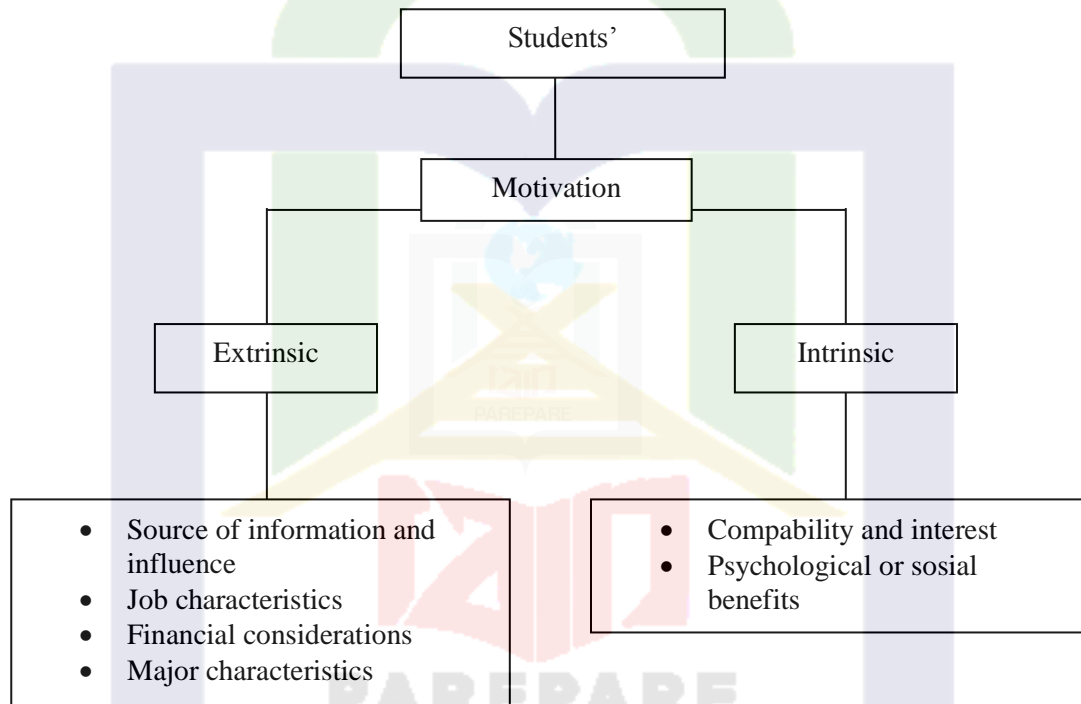 Students’
Motivation
Extrinsic
Intrinsic
• Source of information and
influence
• Job characteristics
• Financial considerations
• Major characteristics
• Compability and interest
• Psychological or sosial
benefits
PAREPARE
PAREPARE